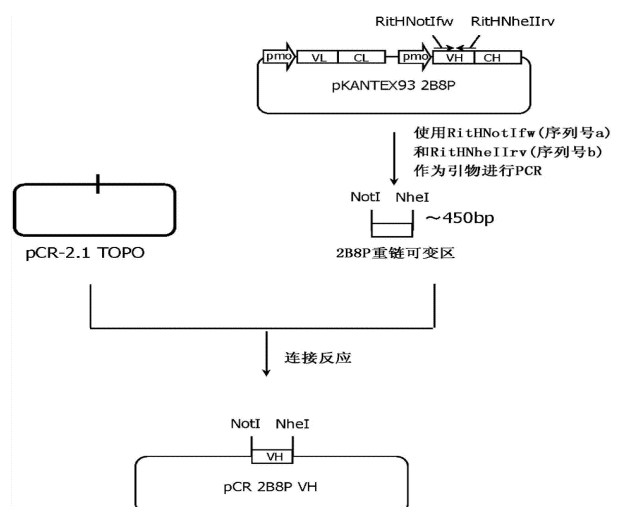 RitHNotIfw RitHNheIIrv
pmo VL CL pmo VH CH
pKANTEX93 2B8P
使用RitHNotIfw(序列号a)
和RitHNheIIrv(序列号b)
作为引物进行PCR
NotI NheI
～450bp
pCR-2.1 TOPO
2B8P重链可变区
连接反应
NotI NheI
VH
pCR 2B8P VH